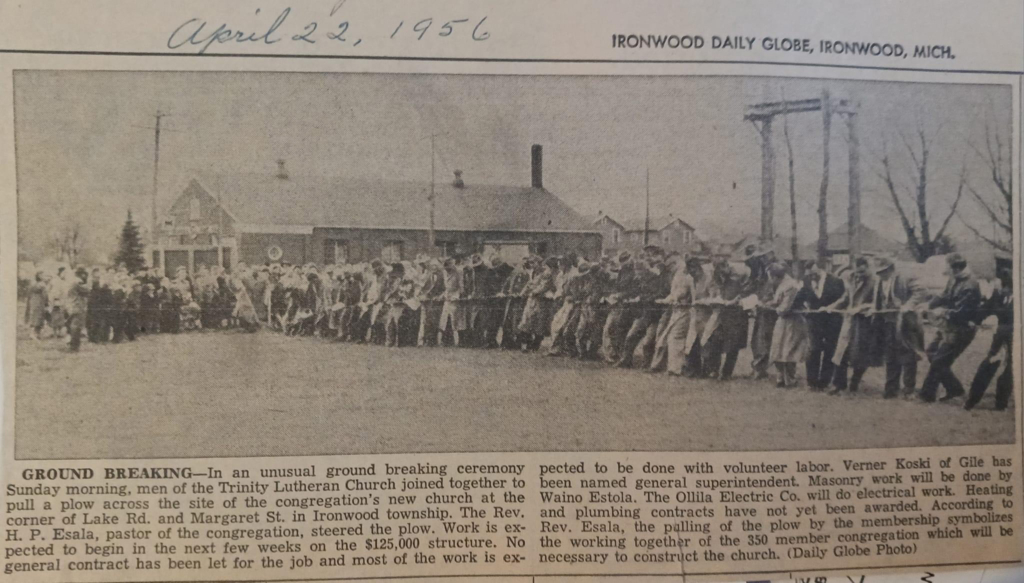 April 22, 1956
IRONWOOD DAILY GLOBE, IRONWOOD, MICH.
GROUND BREAKING—In an unusual ground breaking ceremony
Sunday morning, men of the Trinity Lutheran Church joined together to
pull a plow across the site of the congregation's new church at the
corner of Lake Rd. and Margaret St. in Ironwood township. The Rev.
H. P. Esala, pastor of the congregation, steered the plow. Work is ex-
pected to begin in the next few weeks on the $125,000 structure. No
general contract has been let for the job and most of the work is ex-
pected to be done with volunteer labor. Verner Koski of Gile has
been named general superintendent. Masonry work will be done by
Waino Estola. The Ollila Electric Co. will do electrical work. Heating
and plumbing contracts have not yet been awarded. According to
Rev. Esala, the pulling of the plow by the membership symbolizes
the working together of the 350 member congregation which will be
necessary to construct the church. (Daily Globe Photo)